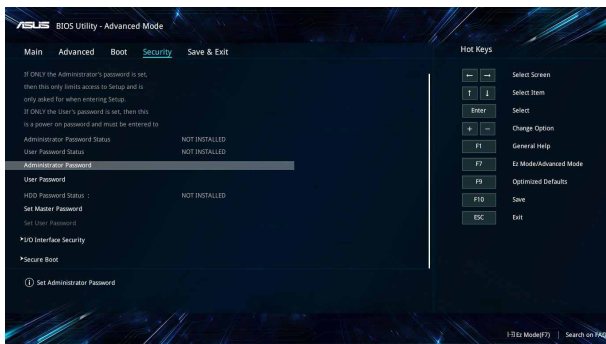 ASUS BIOS Utility - Advanced Mode
Main Advanced Boot Security Save & Exit
Hot Keys
If ONLY the Administrator's password is set,
then this only limits access to Setup and is
only asked for when entering Setup.
If ONLY the User's password is set, then this
is a power on password and must be entered to
Administrator Password Status NOT INSTALLED
User Password Status NOT INSTALLED
Administrator Password
User Password
HDD Password Status : NOT INSTALLED
Set Master Password
Set User Password
I/O Interface Security
Secure Boot
Set Administrator Password
← → Select Screen
↑ ↓ Select Item
Enter Select
+ - Change Option
F1 General Help
F7 Ez Mode/Advanced Mode
F9 Optimized Defaults
F10 Save
ESC Exit
Ez Mode(F7) | Search on FAQ